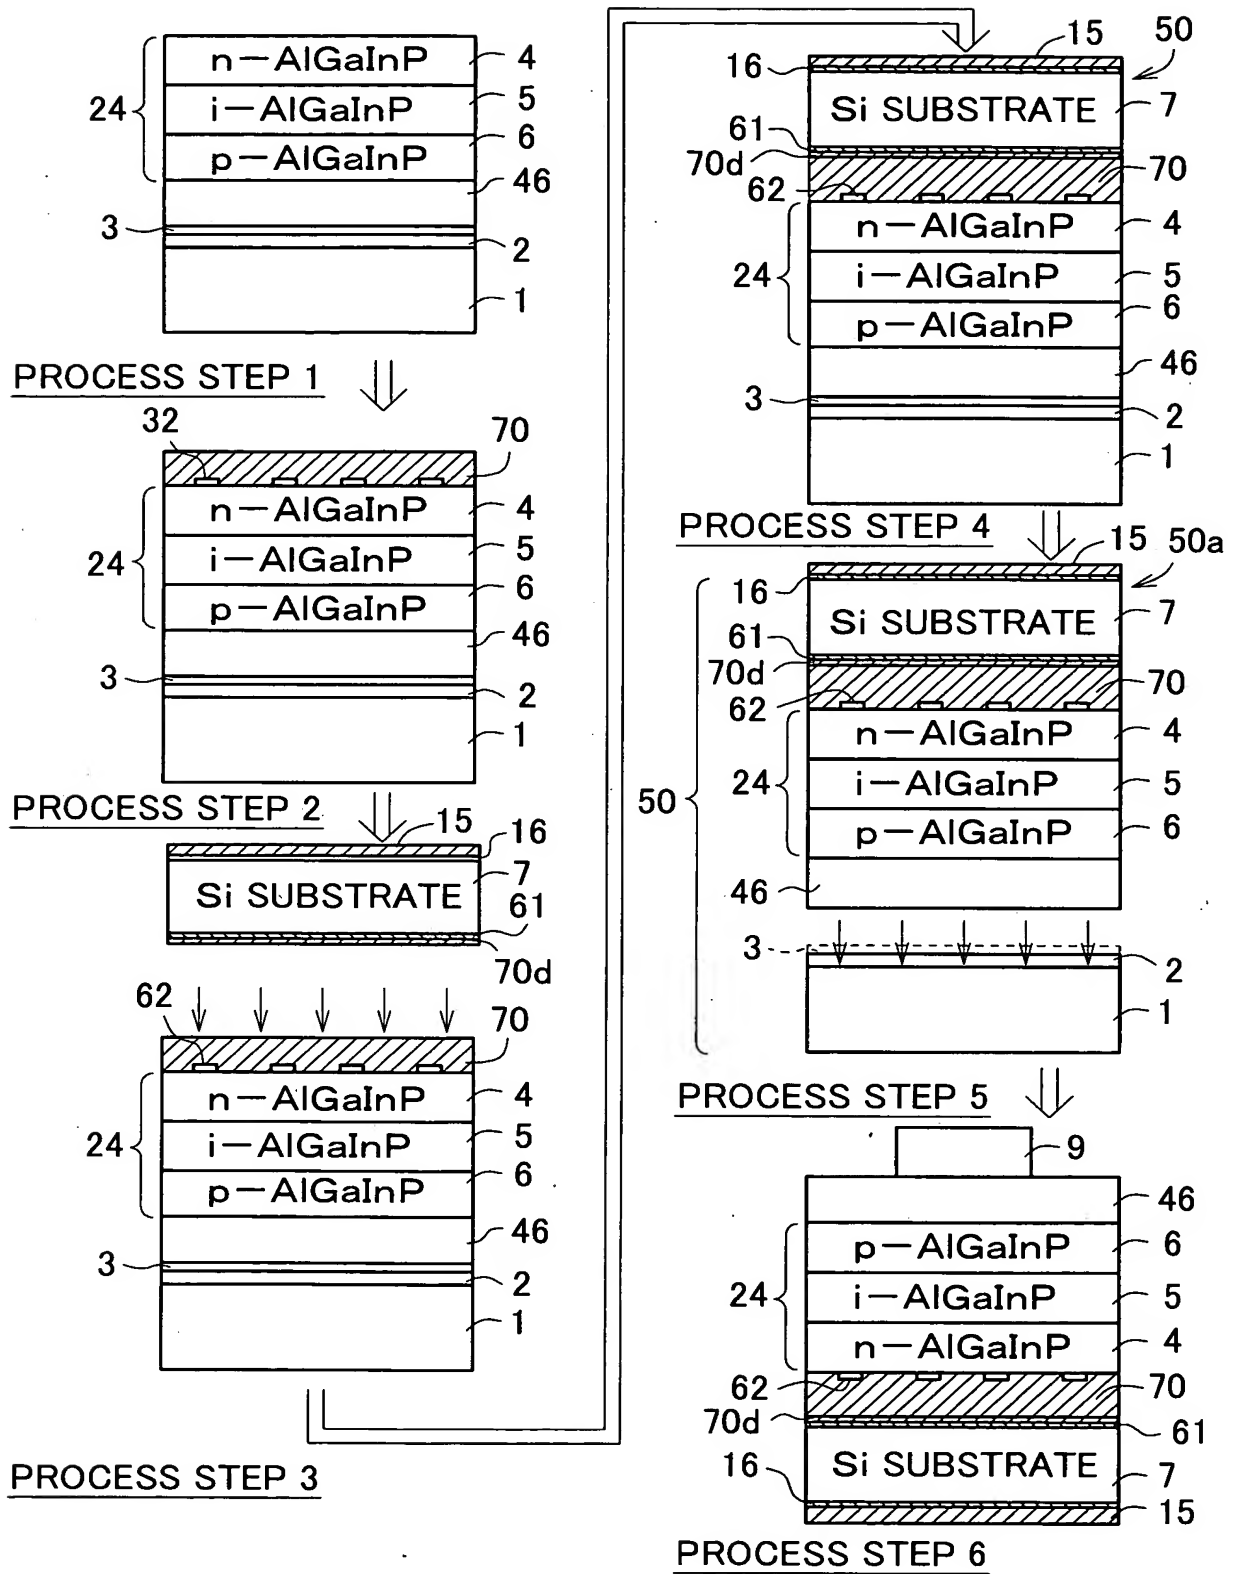 n-AlGaInP 4
24 i-AlGaInP 5
p-AlGaInP 6
46
3
2
1
PROCESS STEP 1
32 70
n-AlGaInP 4
24 i-AlGaInP 5
p-AlGaInP 6
46
3
2
1
PROCESS STEP 2
15 16
7
Si SUBSTRATE
61
70d
62 70
n-AlGaInP 4
24 i-AlGaInP 5
p-AlGaInP 6
46
3
2
1
PROCESS STEP 3
15 50
16
Si SUBSTRATE 7
61
70d
70
62
n-AlGaInP 4
24 i-AlGaInP 5
p-AlGaInP 6
46
3
2
1
PROCESS STEP 4
15 50a
16
Si SUBSTRATE 7
61
70d
70
62
n-AlGaInP 4
50 24 i-AlGaInP 5
p-AlGaInP 6
46
3
2
1
PROCESS STEP 5
9
46
p-AlGaInP 6
24 i-AlGaInP 5
n-AlGaInP 4
62 70
70d
61
16 Si SUBSTRATE 7
15
PROCESS STEP 6